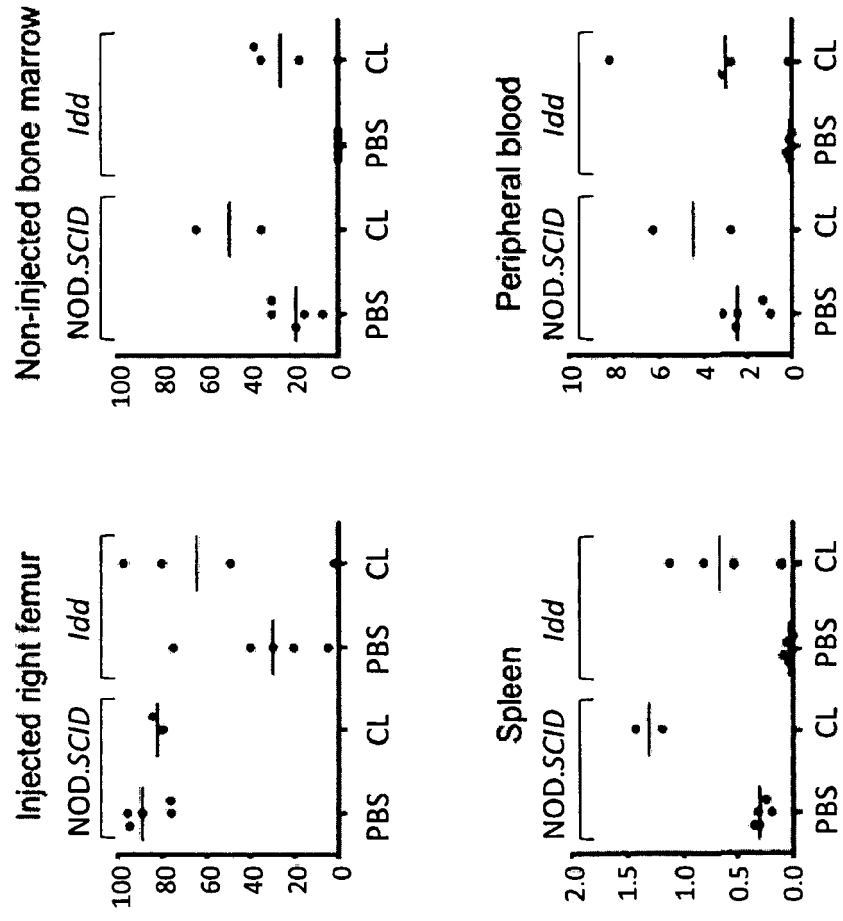 Injected right femur
NOD.SCID Idd
100
80
60
40
20
0
PBS CL PBS CL
Non-injected bone marrow
NOD.SCID Idd
100
80
60
40
20
0
PBS CL PBS CL
Spleen
NOD.SCID Idd
2.0
1.5
1.0
0.5
0.0
PBS CL PBS CL
Peripheral blood
NOD.SCID Idd
10
8
6
4
2
0
PBS CL PBS CL